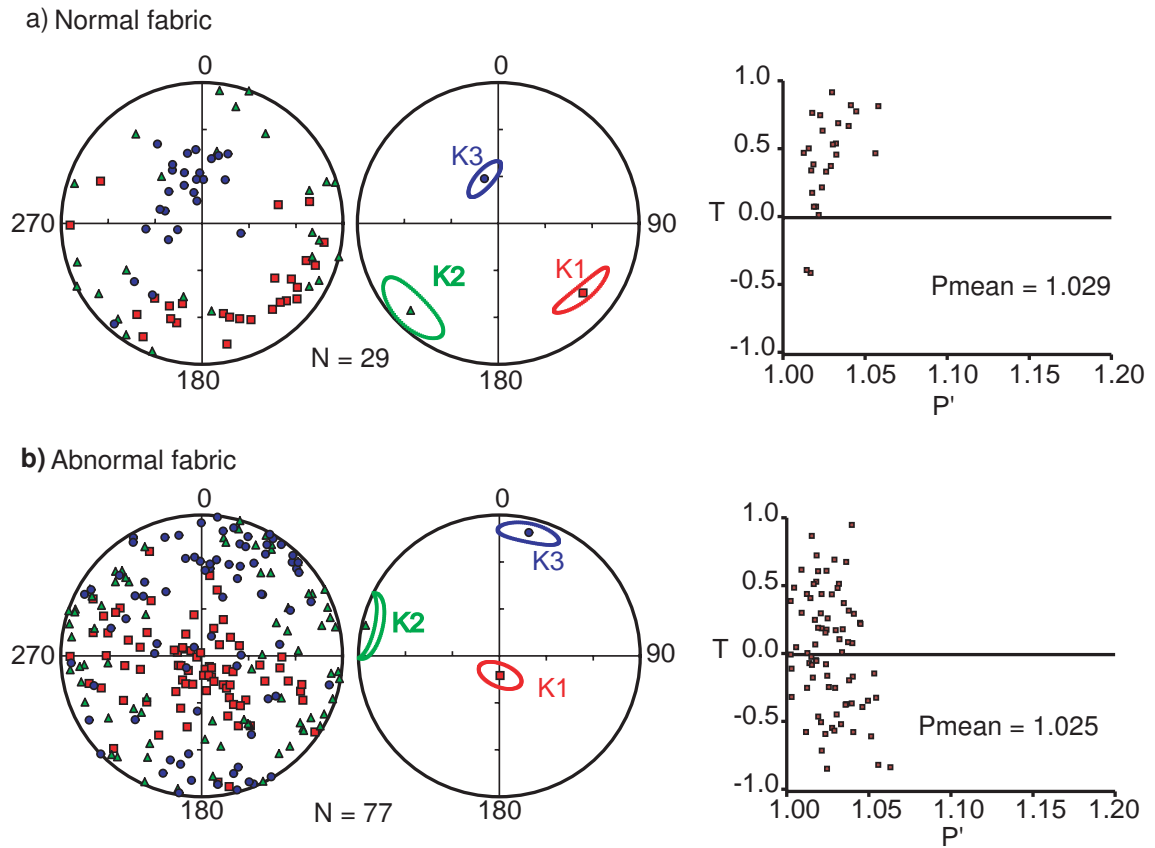 a) Normal fabric
0
270
180
N = 29
0
K3
K2
K1
90
180
1.0
0.5
T 0.0
-0.5
-1.0
Pmean = 1.029
1.00 1.05 1.10 1.15 1.20
P'
b) Abnormal fabric
0
270
180
N = 77
0
K3
K2
K1
90
180
1.0
0.5
T 0.0
-0.5
-1.0
Pmean = 1.025
1.00 1.05 1.10 1.15 1.20
P'